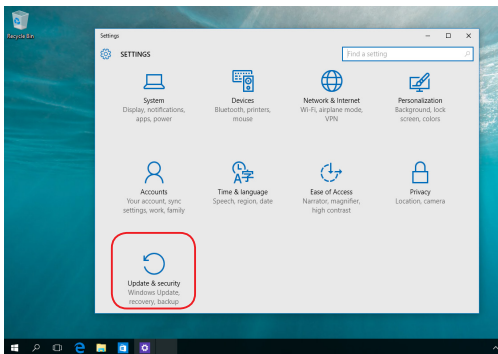 Recycle Bin
Settings
SETTINGS
Find a setting
System
Display, notifications,
apps, power
Devices
Bluetooth, printers,
mouse
Network & Internet
Wi-Fi, airplane mode,
VPN
Personalization
Background, lock
screen, colors
Accounts
Your account, sync
settings, work, family
Time & language
Speech, region, date
Ease of Access
Narrator, magnifier,
high contrast
Privacy
Location, camera
Update & security
Windows Update,
recovery, backup